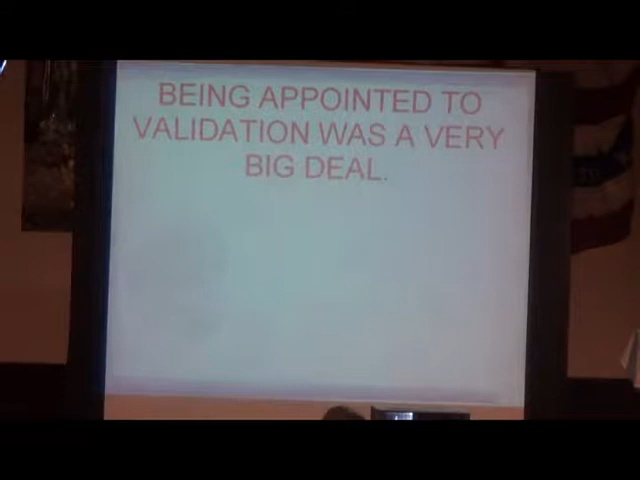 BEING APPOINTED TO
VALIDATION WAS A VERY
BIG DEAL.